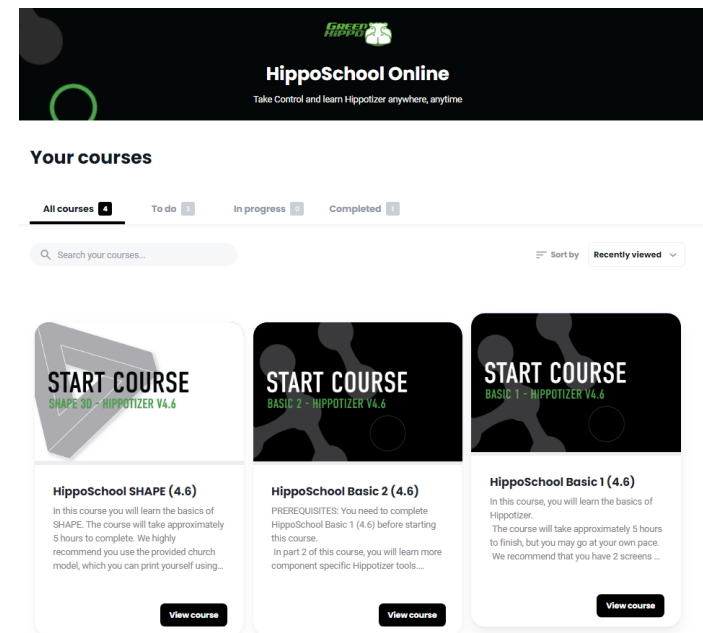 GREEN
HIPPO
HippoSchool Online
Take Control and learn Hippotizer anywhere, anytime
Your courses
All courses 4 To do 3 In progress 0 Completed 1
Search your courses...
Sort by Recently viewed
START COURSE
SHAPE 3D - HIPPOTIZER V4.6
HippoSchool SHAPE (4.6)
In this course, you will learn the basics of
SHAPE. The course will take approximately
5 hours to complete. We highly
recommend you use the provided church
model, which you can print yourself using...
View course
START COURSE
BASIC 2 - HIPPOTIZER V4.6
HippoSchool Basic 2 (4.6)
PREREQUISITES: You need to complete
HippoSchool Basic 1 (4.6) before starting
this course.
In part 2 of this course, you will learn more
component specific Hippotizer tools....
View course
START COURSE
BASIC 1 - HIPPOTIZER V4.6
HippoSchool Basic 1 (4.6)
In this course, you will learn the basics of
Hippotizer.
The course will take approximately 5 hours
to finish, but you may go at your own pace.
We recommend that you have 2 screens ...
View course